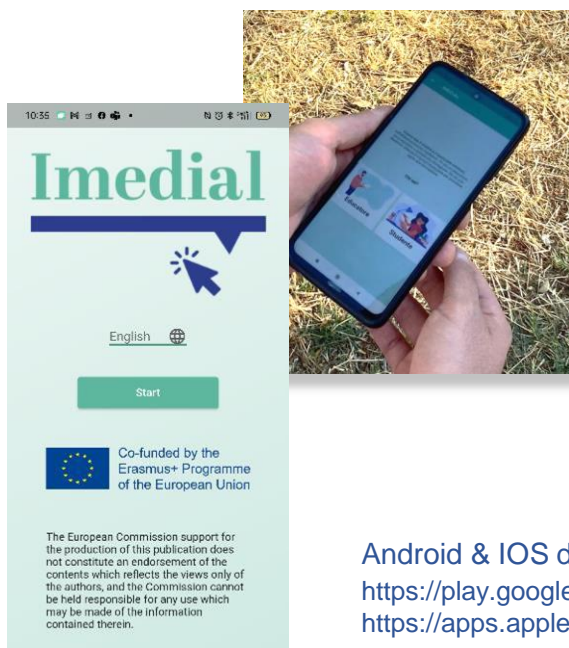 10:35
Imedial
English
Start
Co-funded by the
Erasmus+ Programme
of the European Union
The European Commission support for
the production of this publication does
not constitute an endorsement of the
contents which reflects the views only of
the authors, and the Commission cannot
be held responsible for any use which
may be made of the information
contained therein.
Educators
Students
Android & IOS d
https://play.google
https://apps.apple